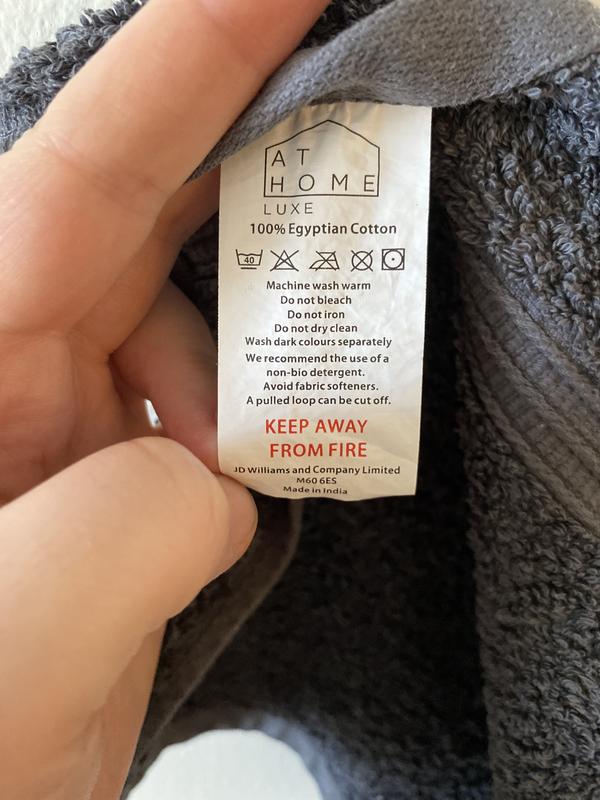 AT
HOME
LUXE
100% Egyptian Cotton
40
Machine wash warm
Do not bleach
Do not iron
Do not dry clean
Wash dark colours separately
We recommend the use of a
non-bio detergent.
Avoid fabric softeners.
A pulled loop can be cut off.
KEEP AWAY
FROM FIRE
JD Williams and Company Limited
M60 6ES
Made in India